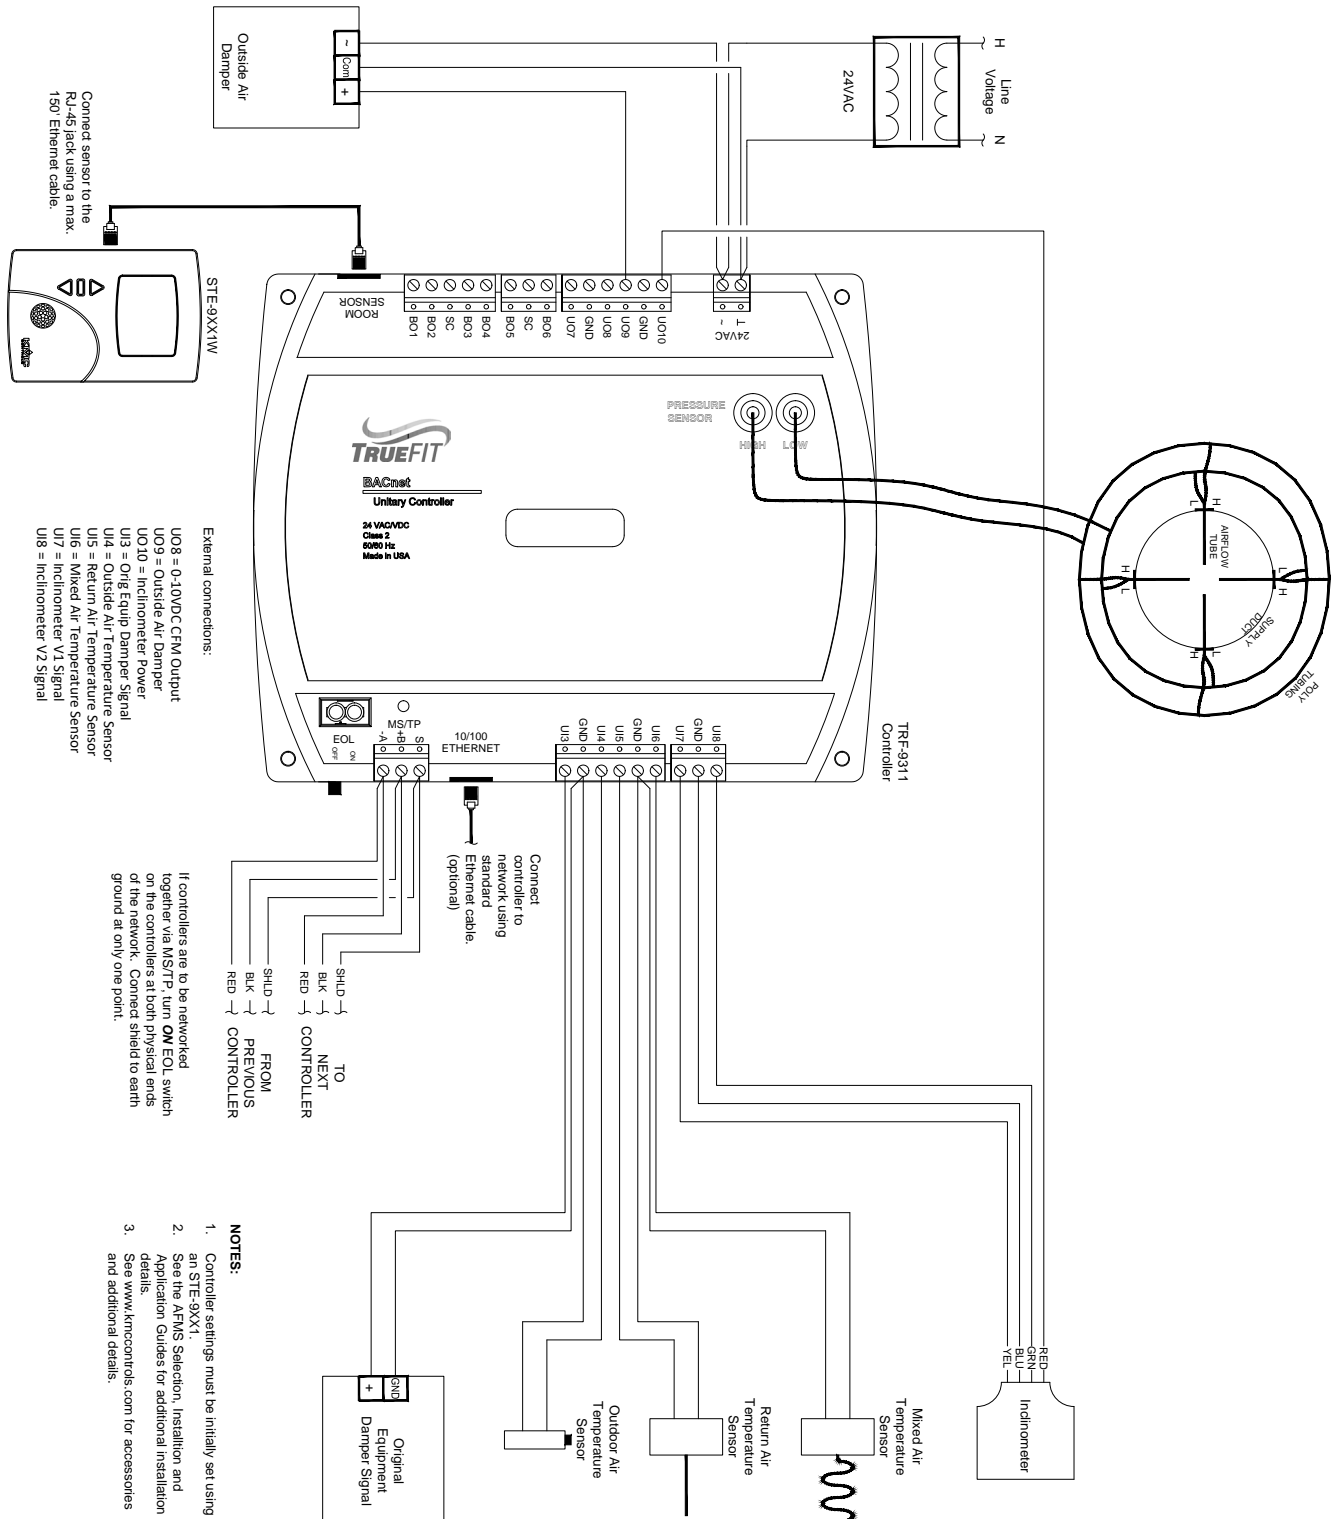 Line
Voltage
H
N
24VAC
Outside Air
Damper
~
Com
+
Connect sensor to the
RJ-45 jack using a max.
150' Ethernet cable.
STE-9XX1W
ROOM
SENSOR
BO1
BO2
SC
BO3
BO4
BO5
SC
BO6
UO7
GND
UO8
UO9
GND
UO10
~
⊥
24VAC
PRESSURE
SENSOR
HIGH
LOW
TRUEFIT
BACnet
Unitary Controller
24 VAC/VDC
Class 2
50/60 Hz
Made in USA
AIRFLOW
TUBE
SUPPLY
DUCT
POLY
TUBING
H
L
L
H
H
L
L
H
TRF-9311
Controller
EOL
OFF
ON
MS/TP
-A
+B
S
10/100
ETHERNET
UI3
GND
UI4
UI5
GND
UI6
UI7
GND
UI8
External connections:
UO8 = 0-10VDC CFM Output
UO9 = Outside Air Damper
UO10 = Inclinometer Power
UI3 = Orig Equip Damper Signal
UI4 = Outside Air Temperature Sensor
UI5 = Return Air Temperature Sensor
UI6 = Mixed Air Temperature Sensor
UI7 = Inclinometer V1 Signal
UI8 = Inclinometer V2 Signal
Connect
controller to
network using
standard
Ethernet cable.
(optional)
SHLD
BLK
RED
TO
NEXT
CONTROLLER
SHLD
BLK
RED
FROM
PREVIOUS
CONTROLLER
If controllers are to be networked
together via MS/TP, turn ON EOL switch
on the controllers at both physical ends
of the network. Connect shield to earth
ground at only one point.
RED
GRN
BLU
YEL
Inclinometer
Mixed Air
Temperature
Sensor
Return Air
Temperature
Sensor
Outdoor Air
Temperature
Sensor
GND
+
Original
Equipment
Damper Signal
NOTES:
1. Controller settings must be initially set using
an STE-9XX1.
2. See the AFMS Selection, Installtion and
Application Guides for additional installation
details.
3. See www.kmccontrols.com for accessories
and additional details.